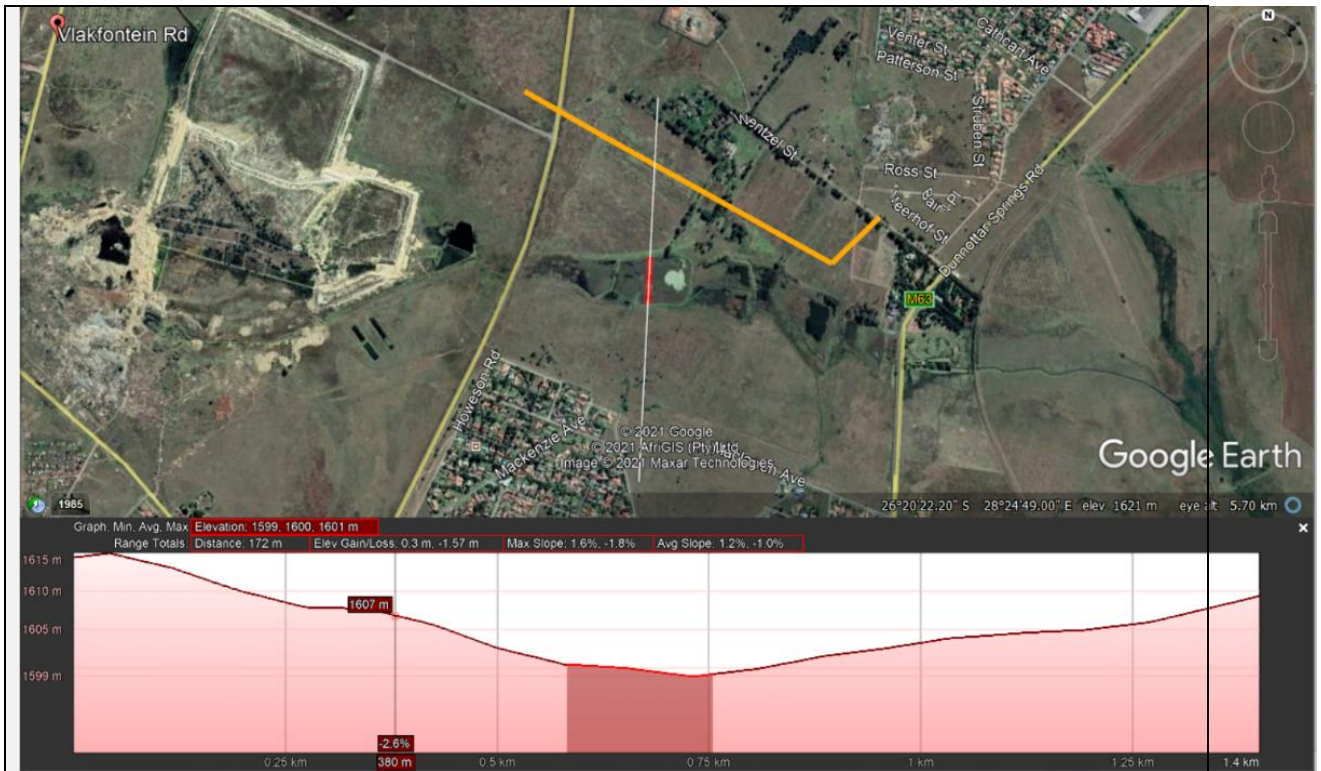 N
Vlakfontein Rd
Cathcart Ave
Venter St
Patterson St
Struben St
Nentzel St
Ross St
Pl
Neerhof St
Dunnottar Springs Rd
M63
Howeson Rd
Mackenzie Ave
Ave
© 2021 Google
© 2021 AfriGIS (Pty) Ltd.
Image © 2021 Maxar Technologies
Google Earth
1985
26°20'22.20" S 28°24'49.00" E elev 1621 m eye alt 5.70 km
Graph: Min, Avg, Max Elevation: 1599, 1600, 1601 m
Range Totals: Distance: 172 m Elev Gain/Loss: 0.3 m, -1.57 m Max Slope: 1.6%, -1.8% Avg Slope: 1.2%, -1.0%
1615 m
1610 m
1607 m
1605 m
1599 m
-2.6%
0.25 km 380 m 0.5 km 0.75 km 1 km 1.25 km 1.4 km